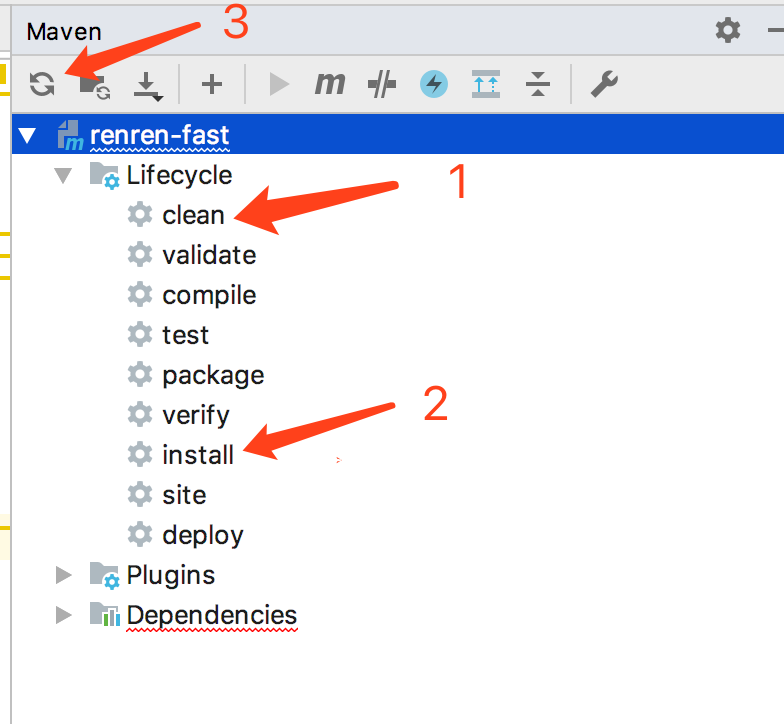 Maven
3
m
m
renren-fast
Lifecycle
1
clean
validate
compile
test
package
2
verify
install
site
deploy
Plugins
Dependencies